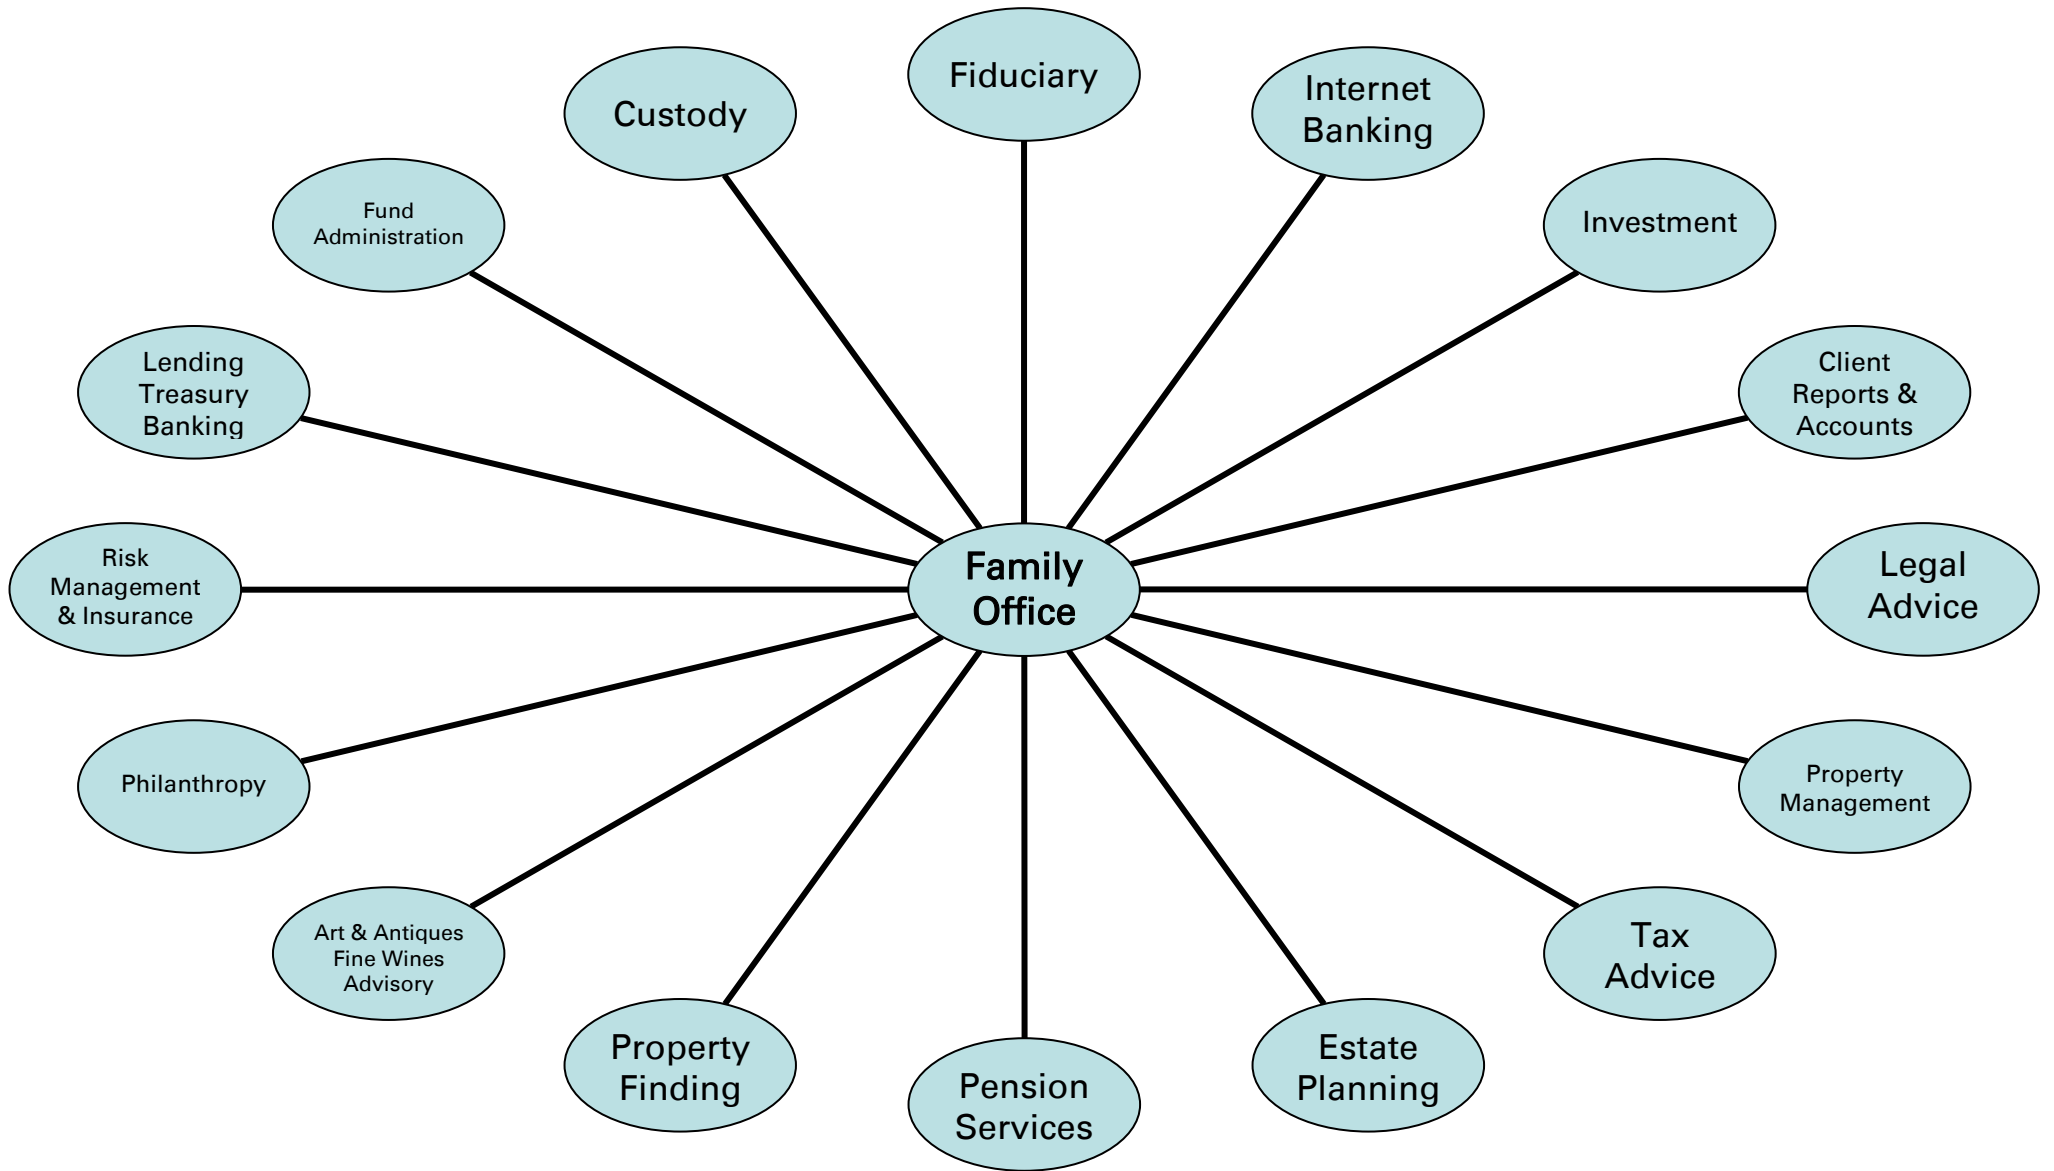 Fiduciary
Custody
Internet
Banking
Fund
Administration
Investment
Lending
Treasury
Banking
Client
Reports &
Accounts
Risk
Management
& Insurance
Family
Office
Legal
Advice
Philanthropy
Property
Management
Art & Antiques
Fine Wines
Advisory
Tax
Advice
Property
Finding
Estate
Planning
Pension
Services